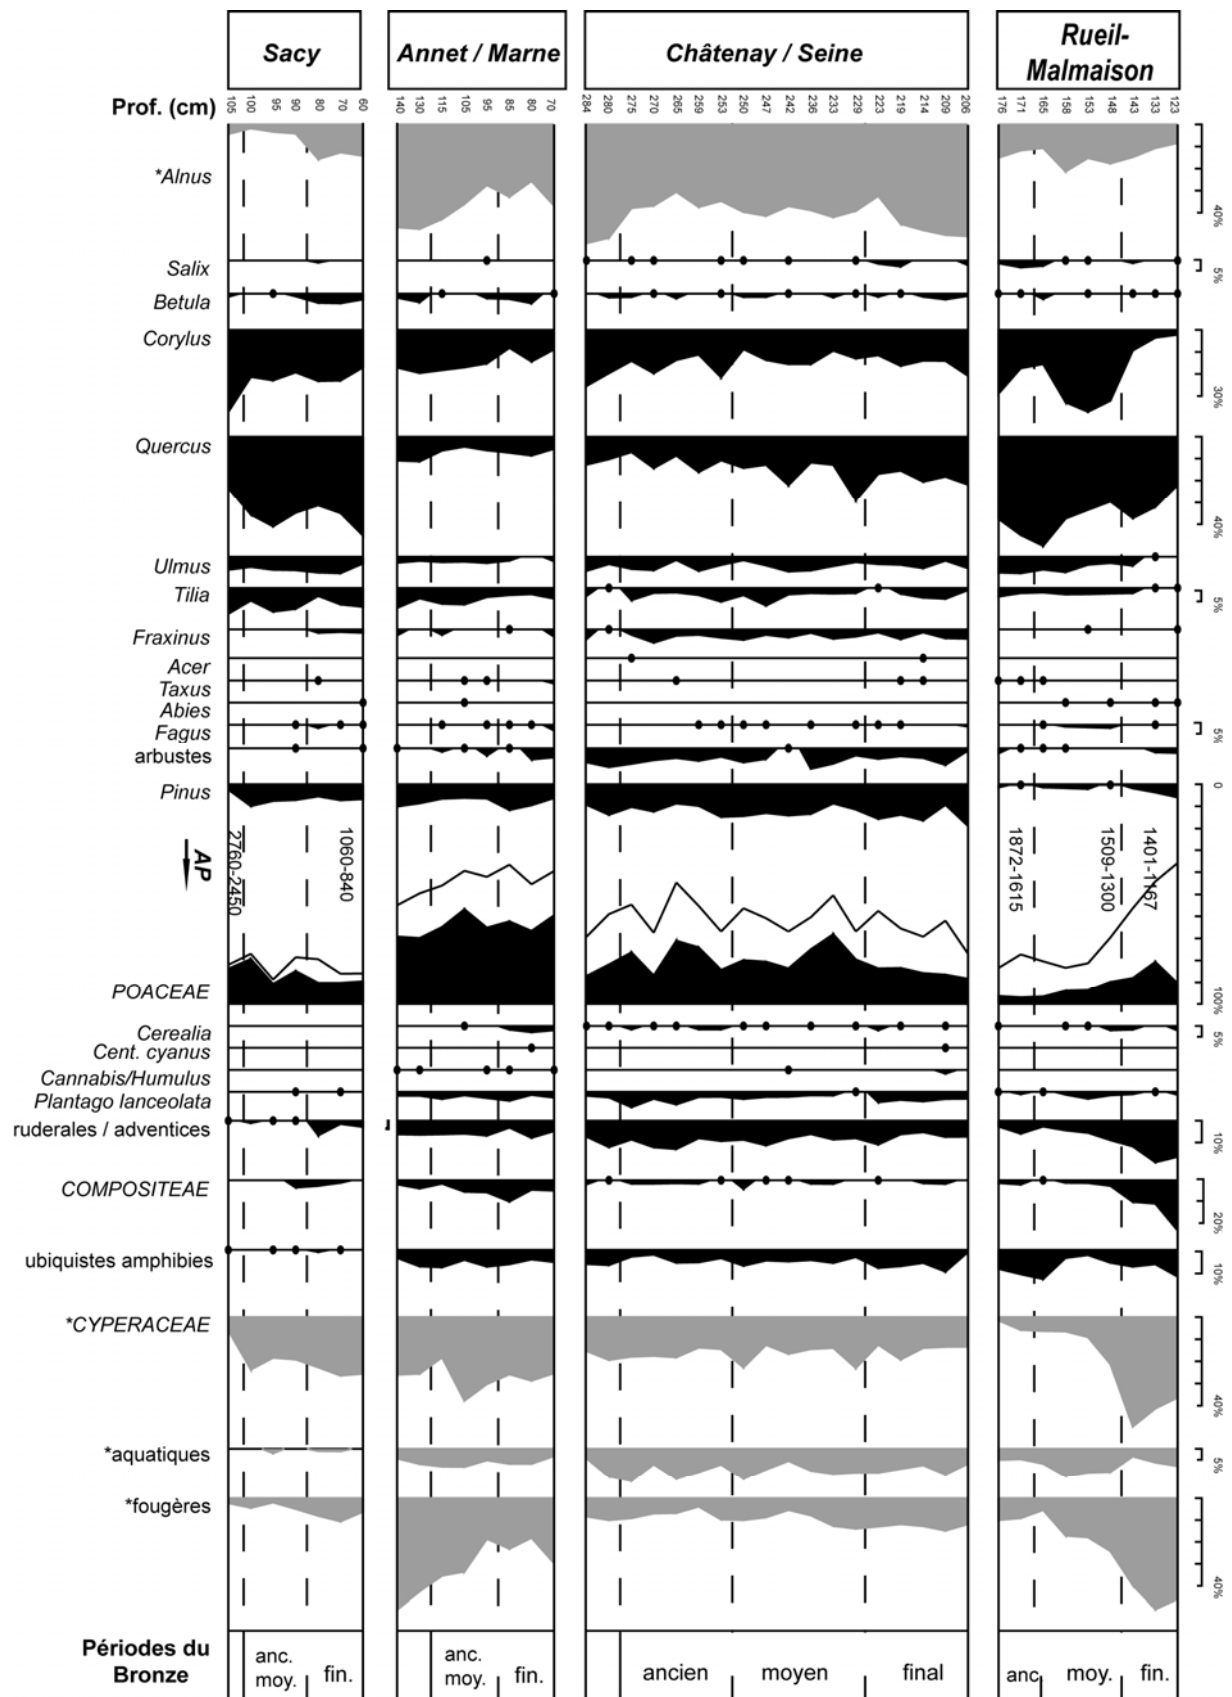 Sacy
Annet / Marne
Châtenay / Seine
Rueil-
Malmaison
Prof. (cm)
105 100 95 90 80 70 60
140 130 115 105 95 85 80 70
284 280 275 270 265 259 253 250 247 242 236 233 229 223 219 214 209 206
176 171 165 158 158 148 143 133 123
*Alnus
40%
Salix
5%
Betula
Corylus
30%
Quercus
40%
Ulmus
Tilia
5%
Fraxinus
Acer
Taxus
Abies
Fagus
5%
arbustes
Pinus
0
AP
2760-2450
1060-840
1872-1615
1509-1300
1401-1167
POACEAE
100%
Cerealia
5%
Cent. cyanus
Cannabis/Humulus
Plantago lanceolata
ruderales / adventices
10%
COMPOSITEAE
20%
ubiquistes amphibies
10%
*CYPERACEAE
40%
*aquatiques
5%
*fougères
40%
Périodes du
Bronze
anc.
moy.
fin.
anc.
moy.
fin.
ancien
moyen
final
anc
moy.
fin.